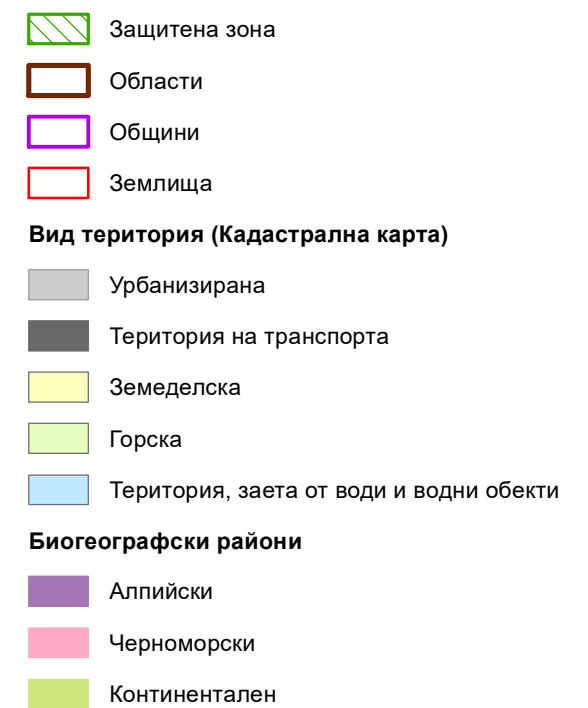 Защитена зона
Области
Общини
Землища
Вид територия (Кадастрална карта)
Урбанизирана
Територия на транспорта
Земеделска
Горска
Територия, заета от води и водни обекти
Биогеографски райони
Алпийски
Черноморски
Континентален